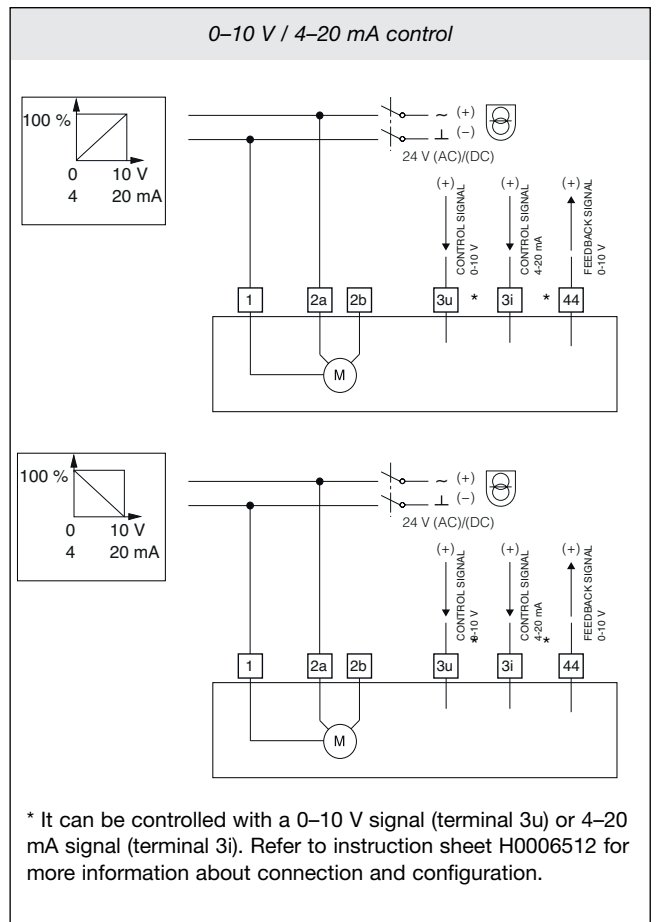 0–10 V / 4–20 mA control
100 %
0 10 V
4 20 mA
~ (+)
⊥ (−)
24 V (AC)/(DC)
(+) (+) (+)
CONTROL SIGNAL
0-10 V
CONTROL SIGNAL
4-20 mA
FEEDBACK SIGNAL
0-10 V
1 2a 2b 3u * 3i * 44
M
100 %
0 10 V
4 20 mA
~ (+)
⊥ (−)
24 V (AC)/(DC)
(+) (+) (+)
CONTROL SIGNAL
0-10 V
*
CONTROL SIGNAL
4-20 mA
*
FEEDBACK SIGNAL
0-10 V
1 2a 2b 3u 3i 44
M
* It can be controlled with a 0–10 V signal (terminal 3u) or 4–20
mA signal (terminal 3i). Refer to instruction sheet H0006512 for
more information about connection and configuration.